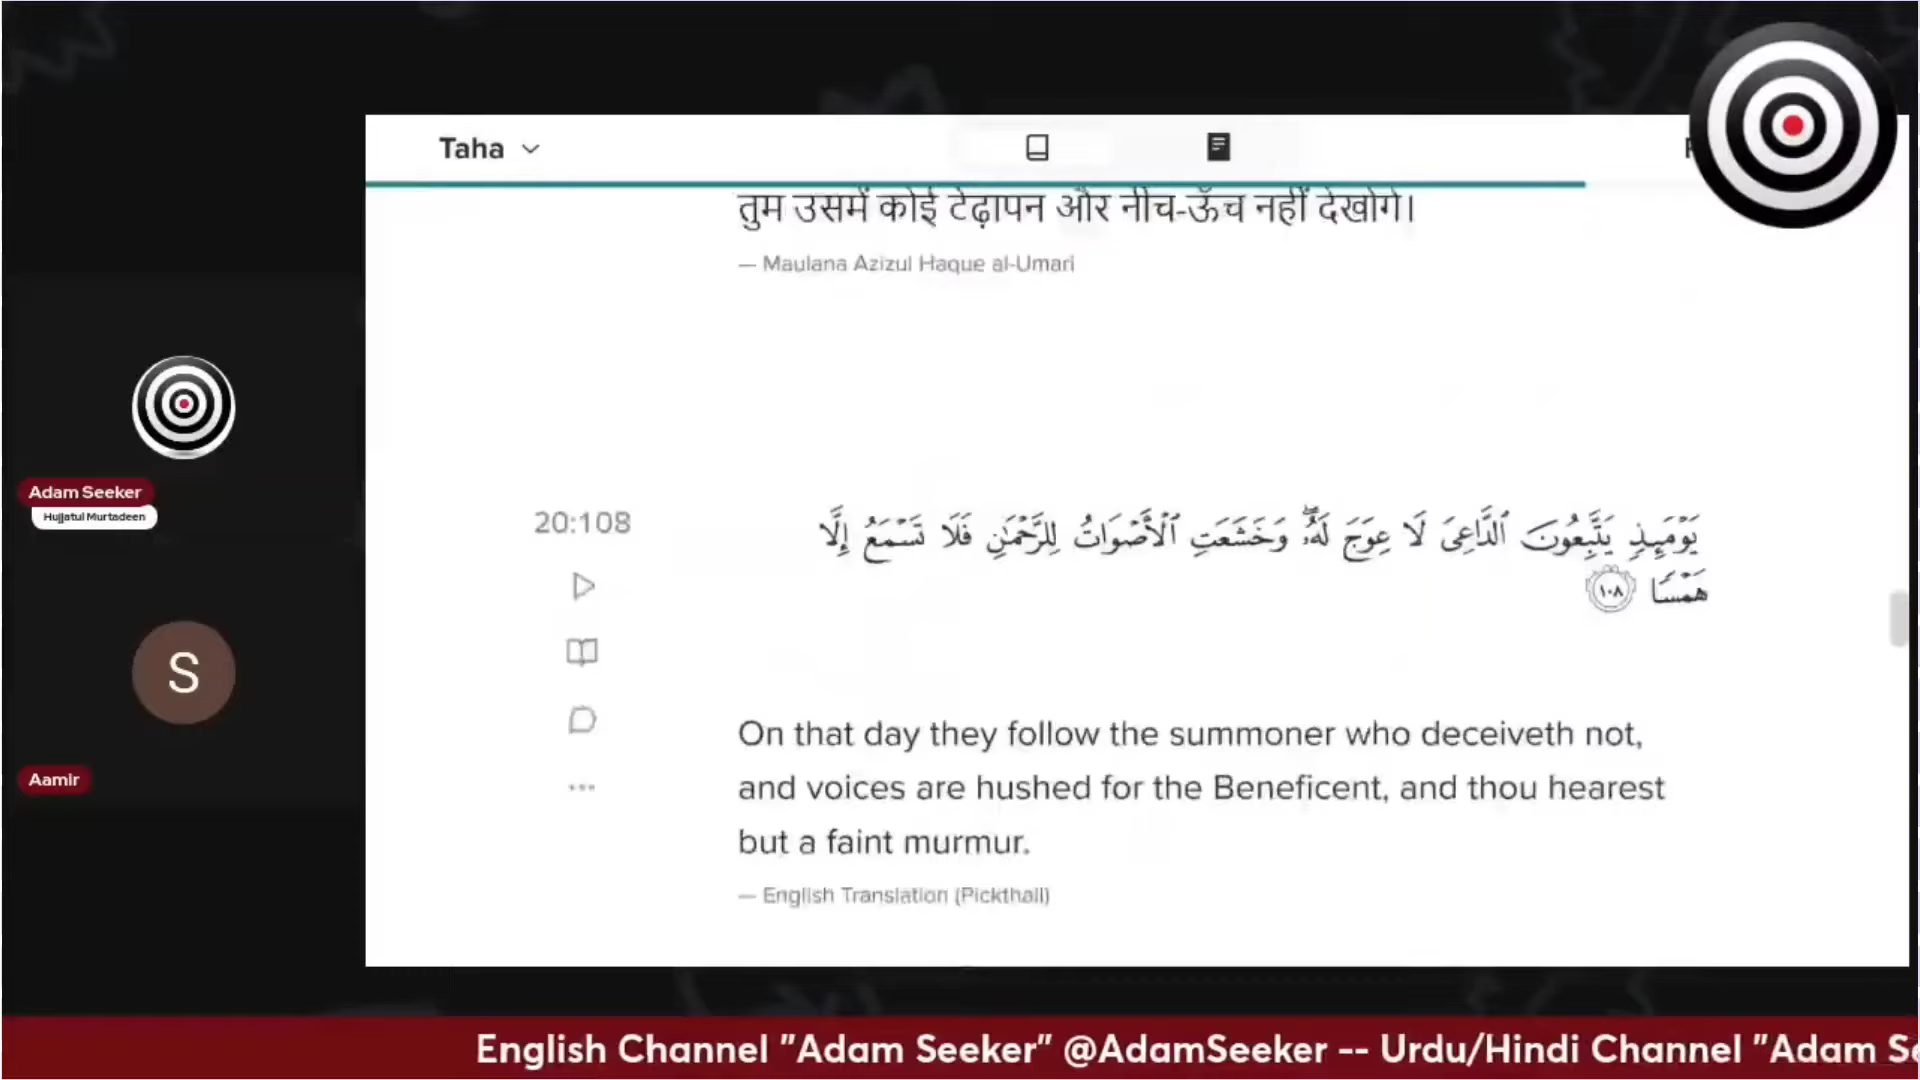 Taha
तुम उसमें कोई टेढ़ापन और नीच-ऊँच नहीं देखोगे।
— Maulana Azizul Haque al-Umari
Adam Seeker
Hujjatul Murtadeen
20:108
يَوْمَئِذٍ يَتَّبِعُونَ ٱلدَّاعِىَ لَا عِوَجَ لَهُۥ ۖ وَخَشَعَتِ ٱلْأَصْوَاتُ لِلرَّحْمَـٰنِ فَلَا تَسْمَعُ إِلَّا
هَمْسًا ١٠٨
S
Aamir
On that day they follow the summoner who deceiveth not,
and voices are hushed for the Beneficent, and thou hearest
but a faint murmur.
— English Translation (Pickthall)
English Channel "Adam Seeker" @AdamSeeker -- Urdu/Hindi Channel "Adam